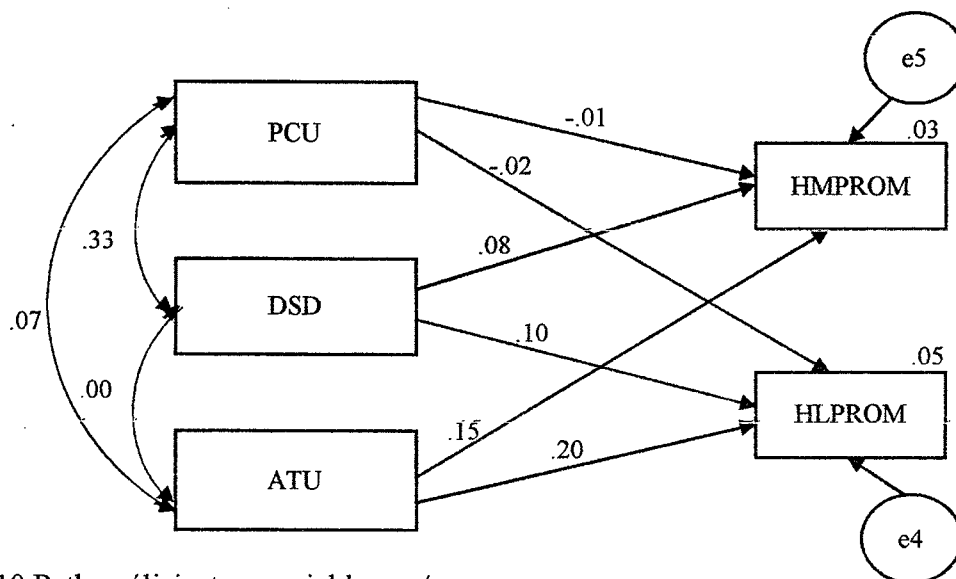 e5
PCU
-.01
.03
-.02
HMPROM
.33
.08
DSD
.07
.10
.05
.00
HLPROM
.15
ATU
.20
e4